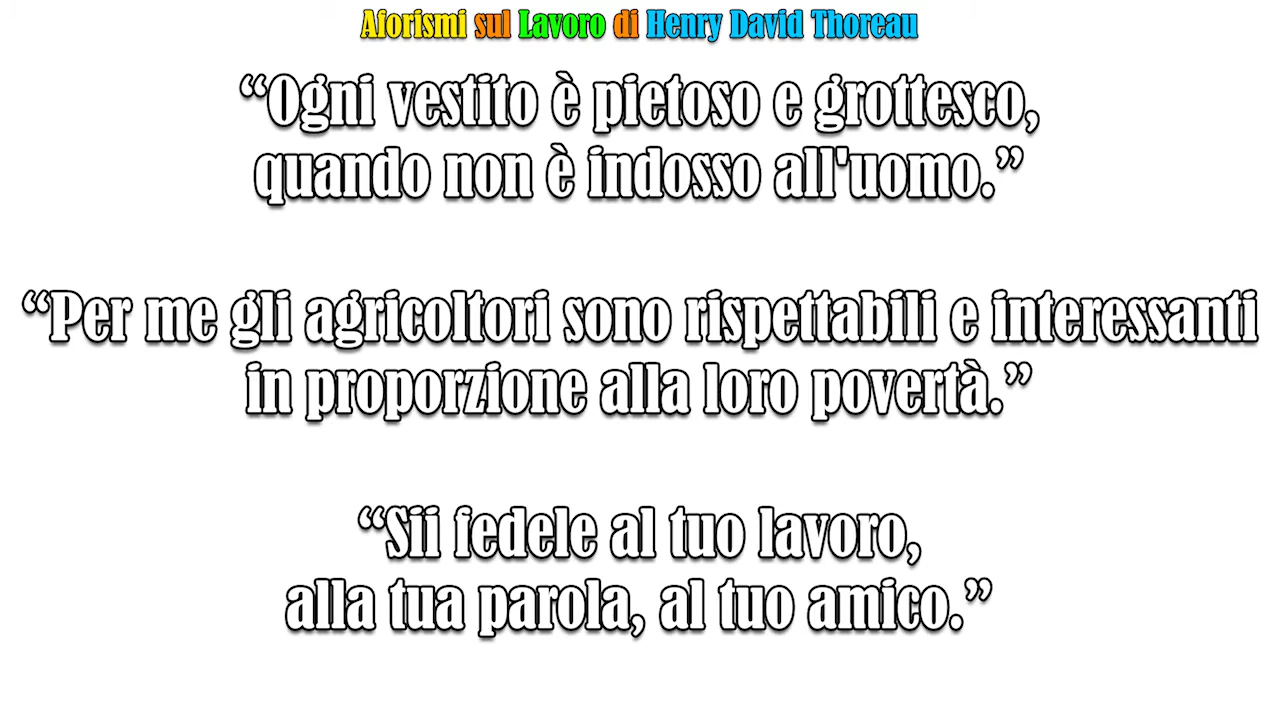 Aforismi sul Lavoro di Henry David Thoreau
“Ogni vestito è pietoso e grottesco,
quando non è indosso all'uomo.”
“Per me gli agricoltori sono rispettabili e interessanti
in proporzione alla loro povertà.”
“Sii fedele al tuo lavoro,
alla tua parola, al tuo amico.”